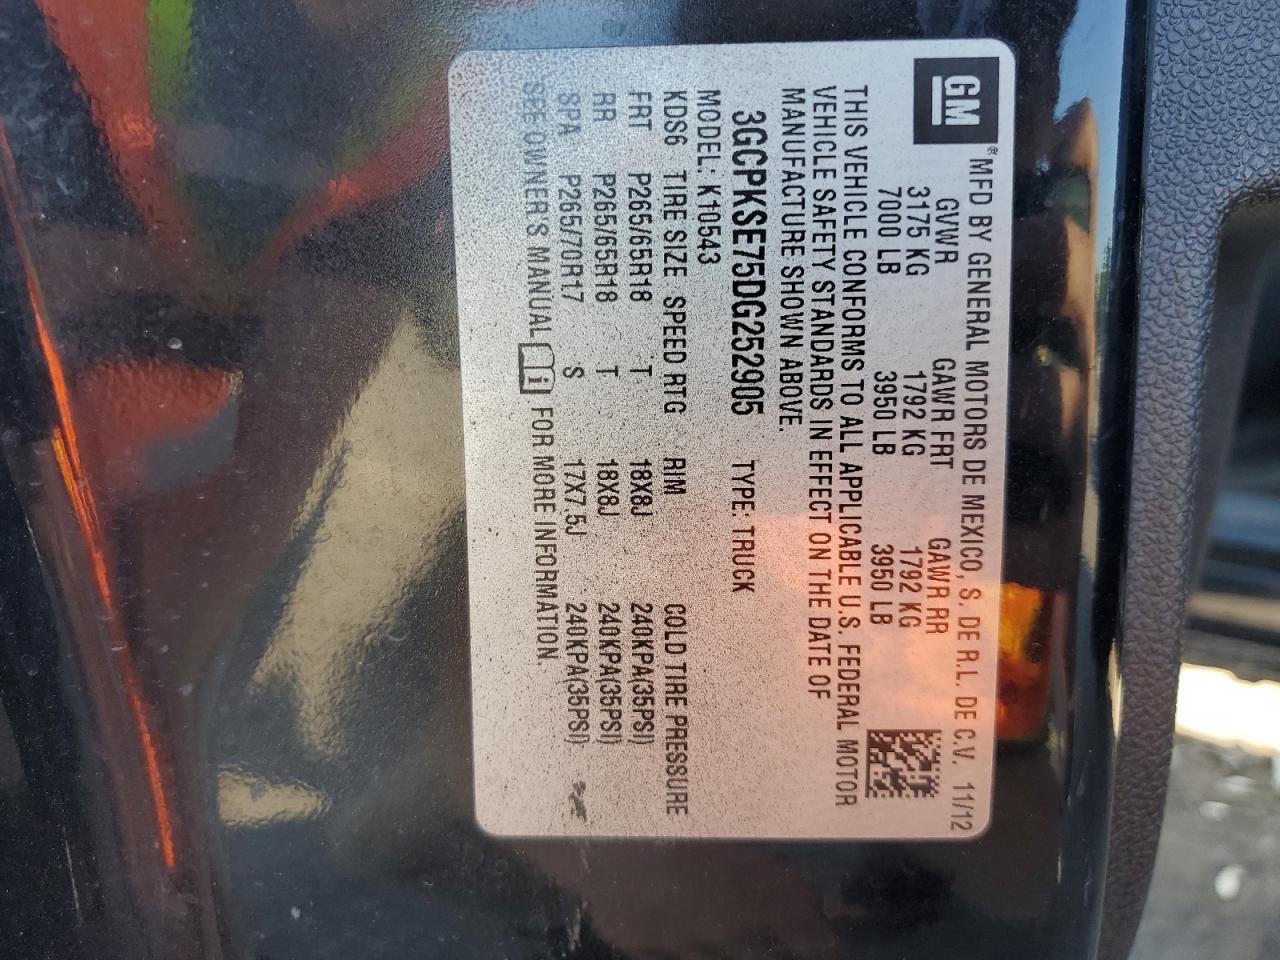 GM
®MFD BY GENERAL MOTORS DE MEXICO, S. DE R.L. DE C.V. 11/12
GVWR GAWR FRT GAWR RR
3175 KG 1792 KG 1792 KG
7000 LB 3950 LB 3950 LB
THIS VEHICLE CONFORMS TO ALL APPLICABLE U.S. FEDERAL MOTOR
VEHICLE SAFETY STANDARDS IN EFFECT ON THE DATE OF
MANUFACTURE SHOWN ABOVE.
3GCPKSE75DG252905 TYPE: TRUCK
MODEL: K10543
KDS6 TIRE SIZE SPEED RTG RIM COLD TIRE PRESSURE
FRT P265/65R18 T 18X8J 240KPA(35PSI)
RR P265/65R18 T 18X8J 240KPA(35PSI)
SPA P265/70R17 S 17X7.5J 240KPA(35PSI)
SEE OWNER'S MANUAL i FOR MORE INFORMATION.